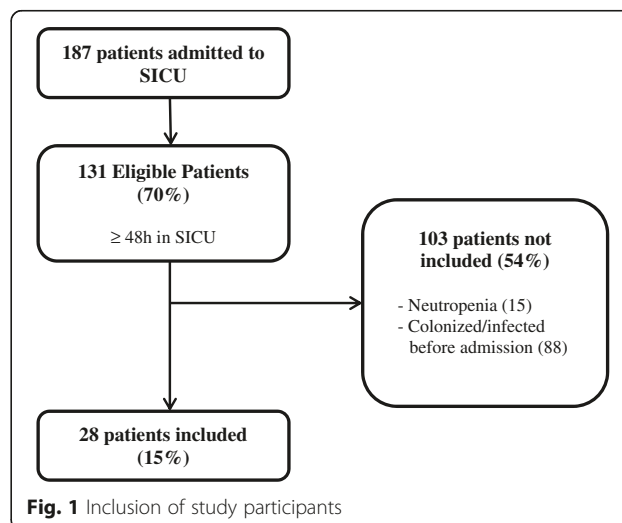 187 patients admitted to
SICU
131 Eligible Patients
(70%)
≥ 48h in SICU
103 patients not
included (54%)
- Neutropenia (15)
- Colonized/infected
before admission (88)
28 patients included
(15%)
Fig. 1 Inclusion of study participants